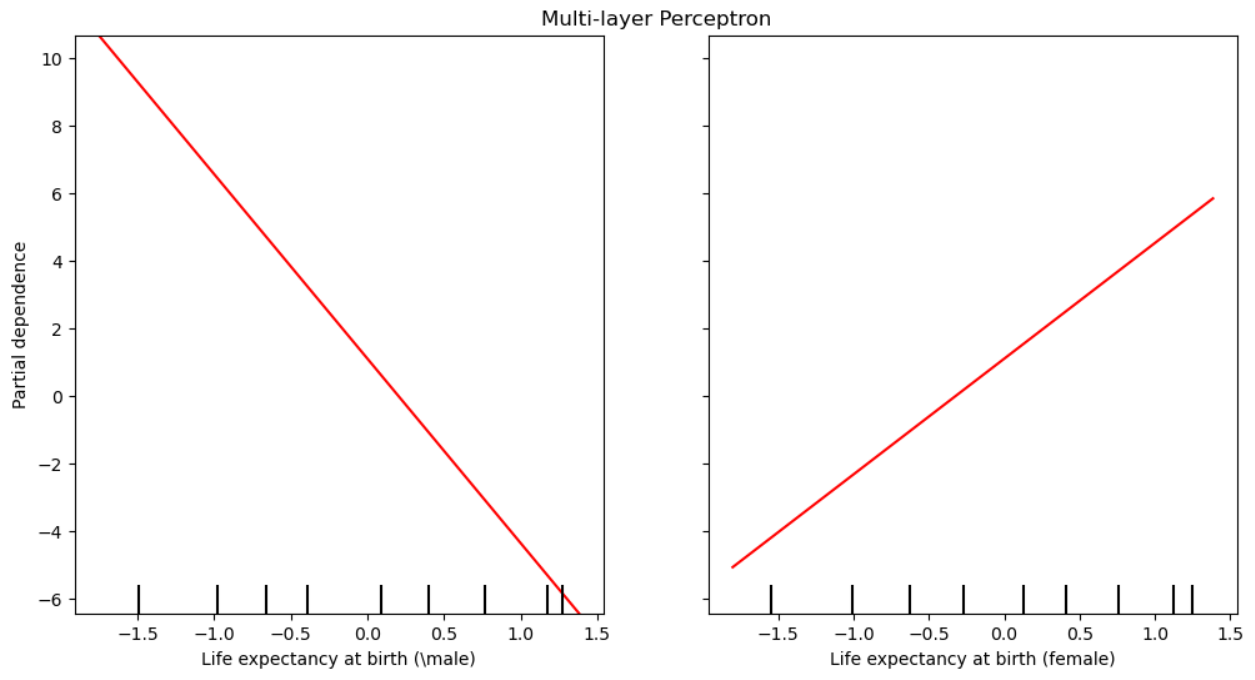 Multi-layer Perceptron
Partial dependence
10
8
6
4
2
0
−2
−4
−6
−1.5 −1.0 −0.5 0.0 0.5 1.0 1.5
Life expectancy at birth (\male)
−1.5 −1.0 −0.5 0.0 0.5 1.0 1.5
Life expectancy at birth (female)